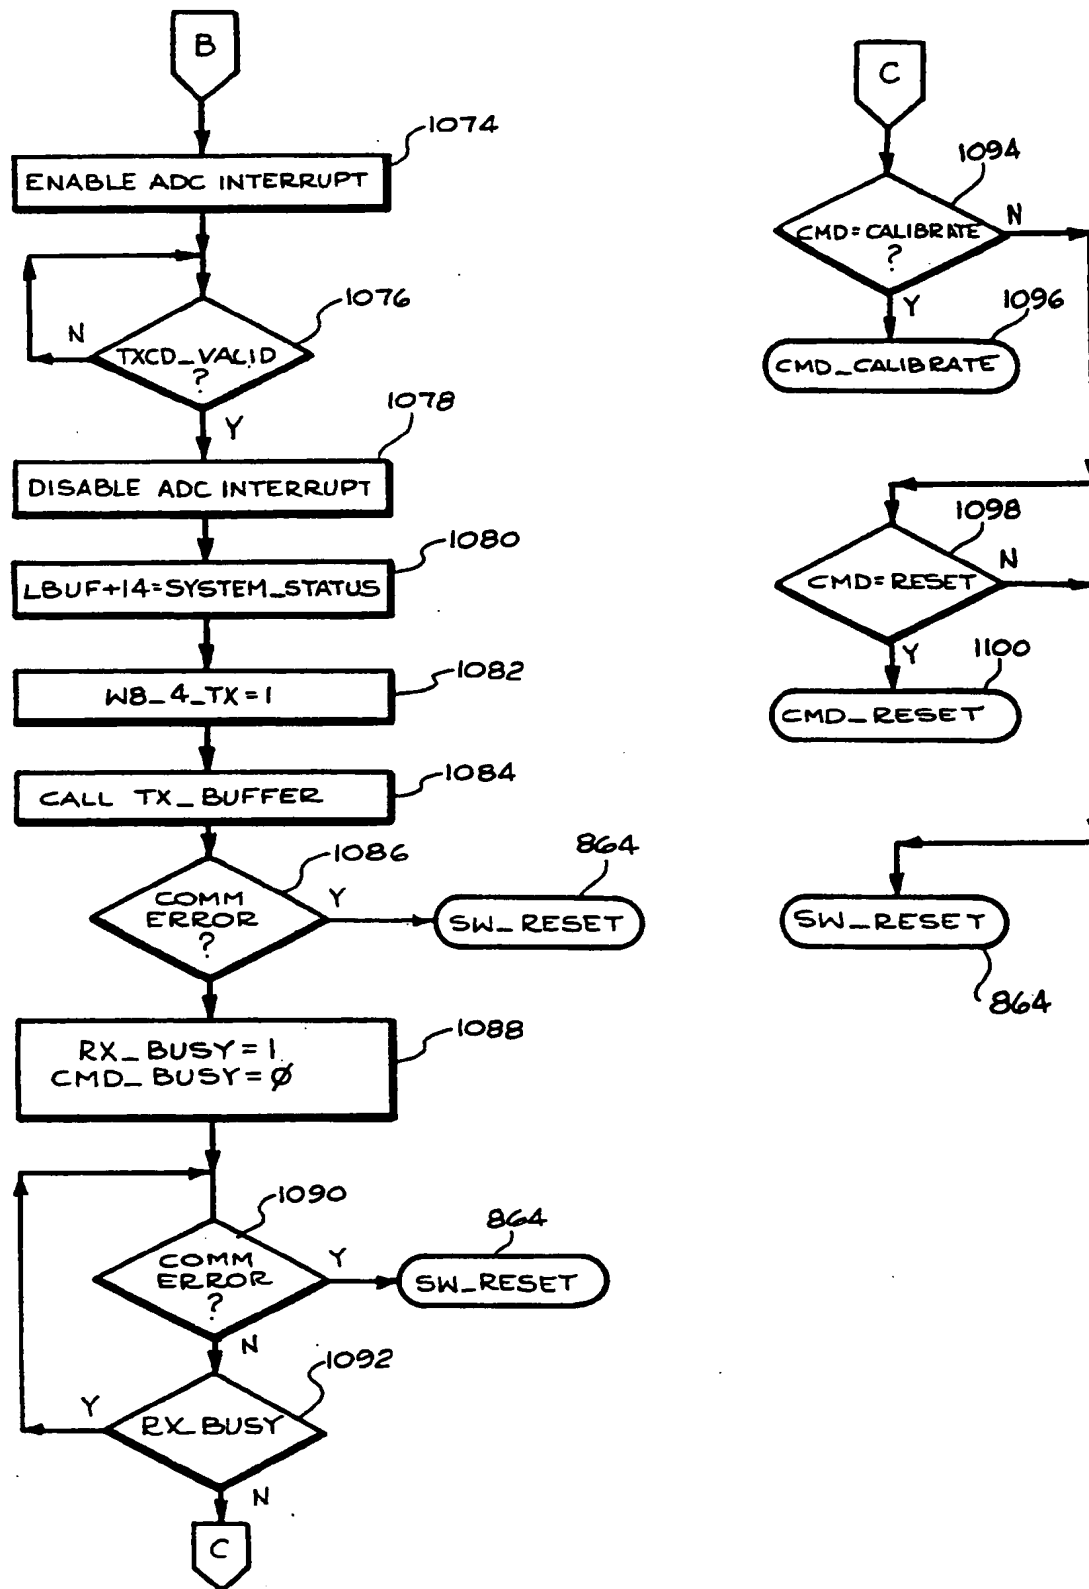 B
1074
ENABLE ADC INTERRUPT
1076
N
TXCD_VALID
?
Y
1078
DISABLE ADC INTERRUPT
1080
LBUF+14=SYSTEM_STATUS
1082
WB_4_TX=1
1084
CALL TX_BUFFER
1086
COMM
ERROR
?
Y
864
SW_RESET
1088
RX_BUSY=1
CMD_BUSY=Ø
1090
COMM
ERROR
?
Y
864
SW_RESET
N
1092
RX_BUSY
Y
N
C
C
1094
CMD=CALIBRATE
?
N
Y
1096
CMD_CALIBRATE
1098
CMD=RESET
N
Y
1100
CMD_RESET
SW_RESET
864